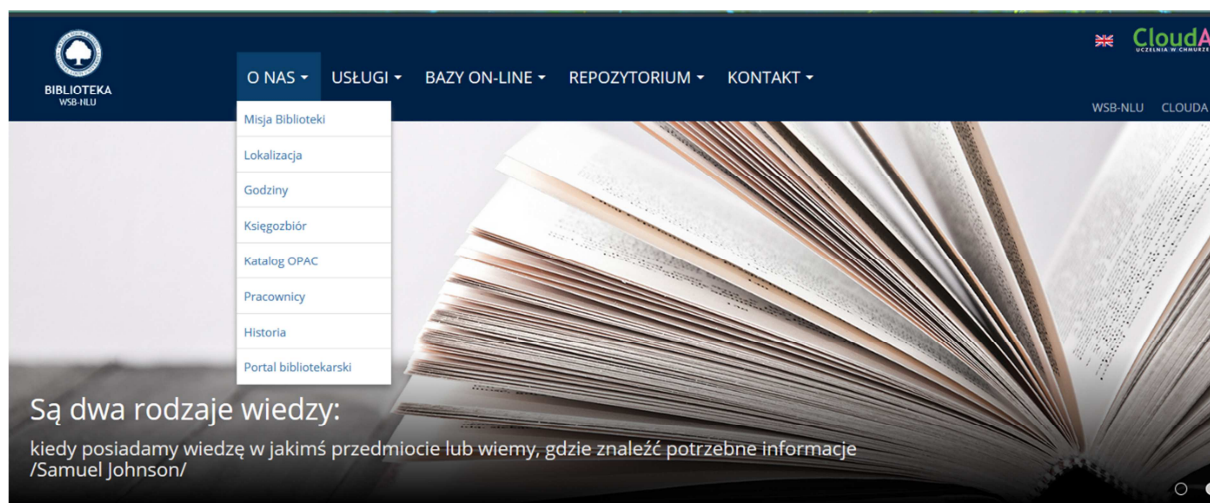 BIBLIOTEKA
WSB-NLU
O NAS
USŁUGI
BAZY ON-LINE
REPOZYTORIUM
KONTAKT
CloudA
UCZELNIA W CHMURZE
WSB-NLU
CLOUDA
Misja Biblioteki
Lokalizacja
Godziny
Księgozbiór
Katalog OPAC
Pracownicy
Historia
Portal bibliotekarski
Są dwa rodzaje wiedzy:
kiedy posiadamy wiedzę w jakimś przedmiocie lub wiemy, gdzie znaleźć potrzebne informacje
/Samuel Johnson/